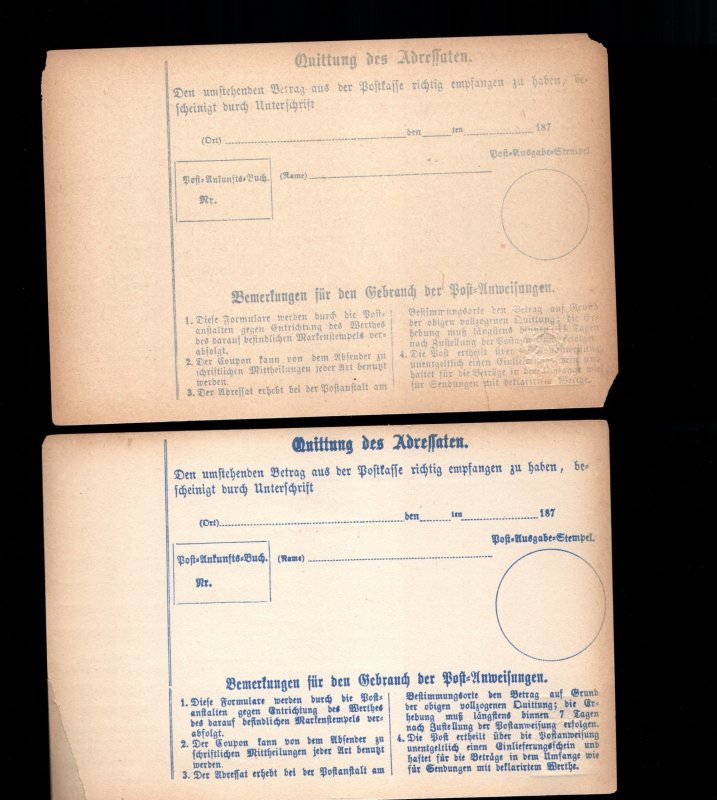 Quittung des Adressaten.
Den umstehenden Betrag aus der Postkasse richtig empfangen zu haben, be-
scheinigt durch Unterschrift
(Ort) den ten 187
Post-Ausgabe-Stempel.
Post-Ankunfts-Buch.
(Name)
Nr.
Bemerkungen für den Gebrauch der Post-Anweisungen.
1. Diese Formulare werden durch die Post-
anstalten gegen Entrichtung des Werthes
des darauf befindlichen Markenstempels ver-
abfolgt.
2. Der Coupon kann von dem Absender zu
schriftlichen Mittheilungen jeder Art benutzt
werden.
3. Der Adressat erhebt bei der Postanstalt am
Bestimmungsorte den Betrag auf Grund
der obigen vollzogenen Quittung; die Er-
hebung muß längstens binnen 14 Tagen
nach Zustellung der Postanweisung erfolgen.
4. Die Post ertheilt über die Postanweisung
unentgeltlich einen Einlieferungsschein und
haftet für die Beträge in dem Umfange wie
für Sendungen mit deklarirtem Werthe.
Quittung des Adressaten.
Den umstehenden Betrag aus der Postkasse richtig empfangen zu haben, be-
scheinigt durch Unterschrift
(Ort) den ten 187
Post-Ausgabe-Stempel.
Post-Ankunfts-Buch.
(Name)
Nr.
Bemerkungen für den Gebrauch der Post-Anweisungen.
1. Diese Formulare werden durch die Post-
anstalten gegen Entrichtung des Werthes
des darauf befindlichen Markenstempels ver-
abfolgt.
2. Der Coupon kann von dem Absender zu
schriftlichen Mittheilungen jeder Art benutzt
werden.
3. Der Adressat erhebt bei der Postanstalt am
Bestimmungsorte den Betrag auf Grund
der obigen vollzogenen Quittung; die Er-
hebung muß längstens binnen 7 Tagen
nach Zustellung der Postanweisung erfolgen.
4. Die Post ertheilt über die Postanweisung
unentgeltlich einen Einlieferungsschein und
haftet für die Beträge in dem Umfange wie
für Sendungen mit deklarirtem Werthe.